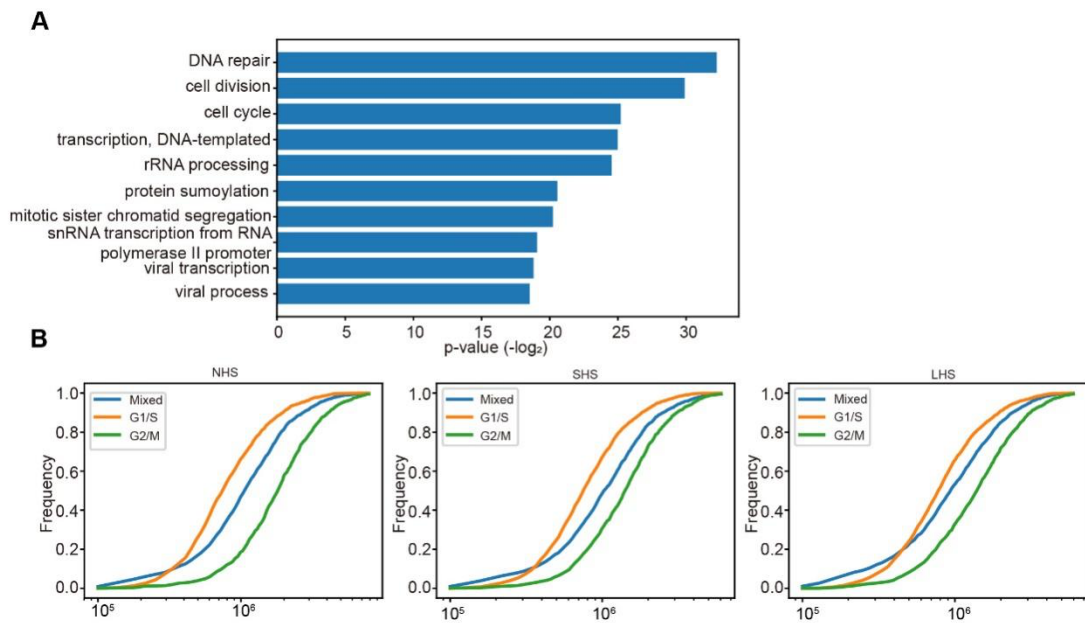 A
DNA repair
cell division
cell cycle
transcription, DNA-templated
rRNA processing
protein sumoylation
mitotic sister chromatid segregation
snRNA transcription from RNA
polymerase II promoter
viral transcription
viral process
0 5 10 15 20 25 30
p-value (-log₂)
B
NHS SHS LHS
Mixed Mixed Mixed
G1/S G1/S G1/S
G2/M G2/M G2/M
Frequency Frequency Frequency
1.0 1.0 1.0
0.8 0.8 0.8
0.6 0.6 0.6
0.4 0.4 0.4
0.2 0.2 0.2
0.0 0.0 0.0
10⁵ 10⁶ 10⁵ 10⁶ 10⁵ 10⁶